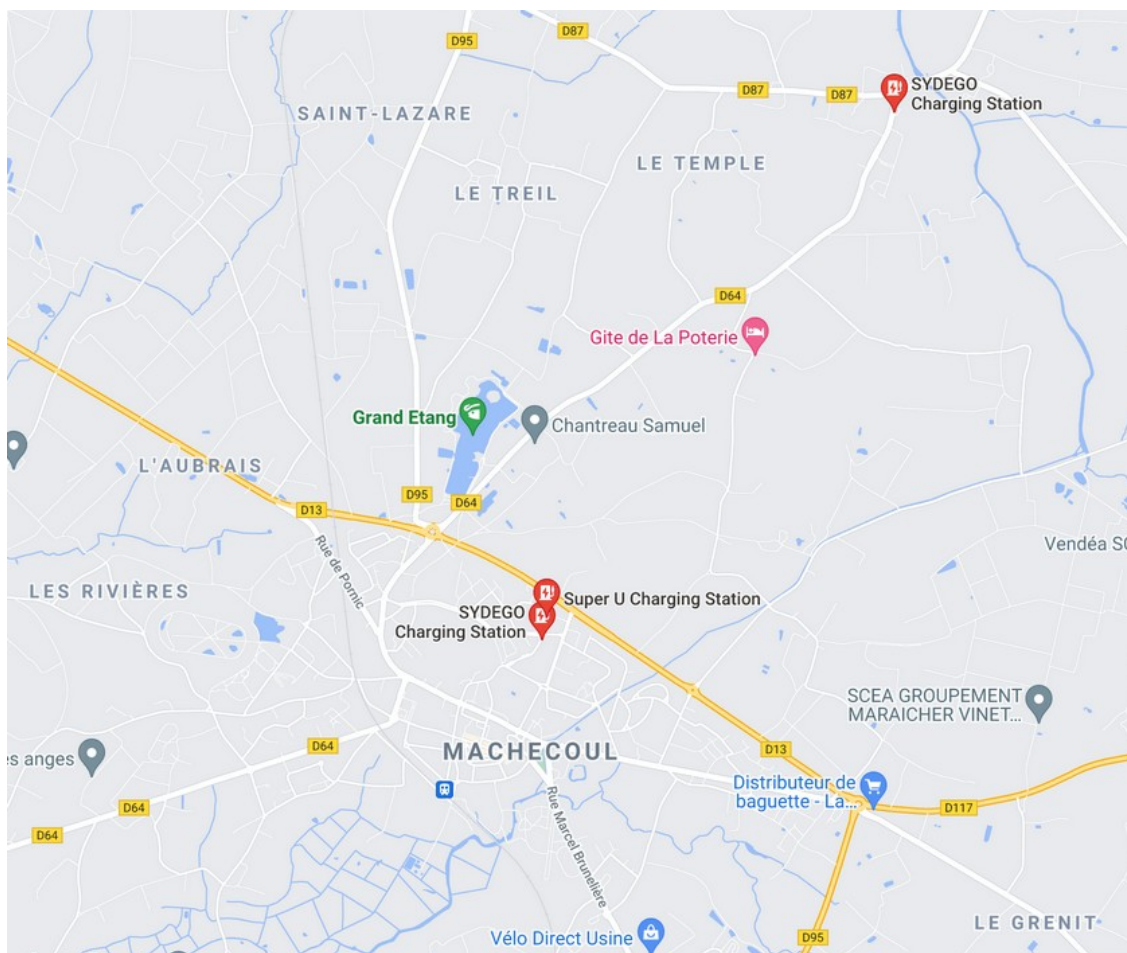 D87
D95
D87
D87
SYDEGO
Charging Station
SAINT-LAZARE
LE TEMPLE
LE TREIL
D64
Gite de La Poterie
Grand Etang
Chantreau Samuel
L'AUBRAIS
D95
D64
D13
Rue de Pornic
Vendéa SC
LES RIVIÈRES
Super U Charging Station
SYDEGO
Charging Station
SCEA GROUPEMENT
MARAICHER VINET...
MACHECOUL
D64
D13
es anges
Distributeur de
baguette - La...
Rue Marcel Brunelière
D64
D117
D64
LE GRENIT
Vélo Direct Usine
D95